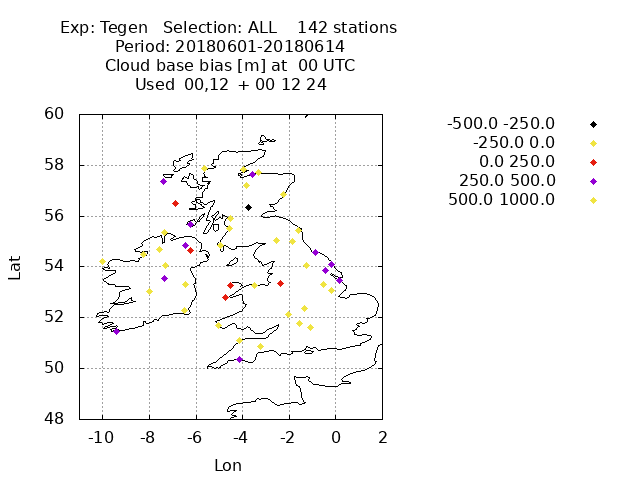 Exp: Tegen   Selection: ALL    142 stations
Period: 20180601-20180614
Cloud base bias [m] at  00 UTC
Used  00,12  + 00 12 24
-500.0 -250.0
-250.0 0.0
0.0 250.0
250.0 500.0
500.0 1000.0
60
58
56
54
52
50
48
Lat
-10 -8 -6 -4 -2 0 2
Lon